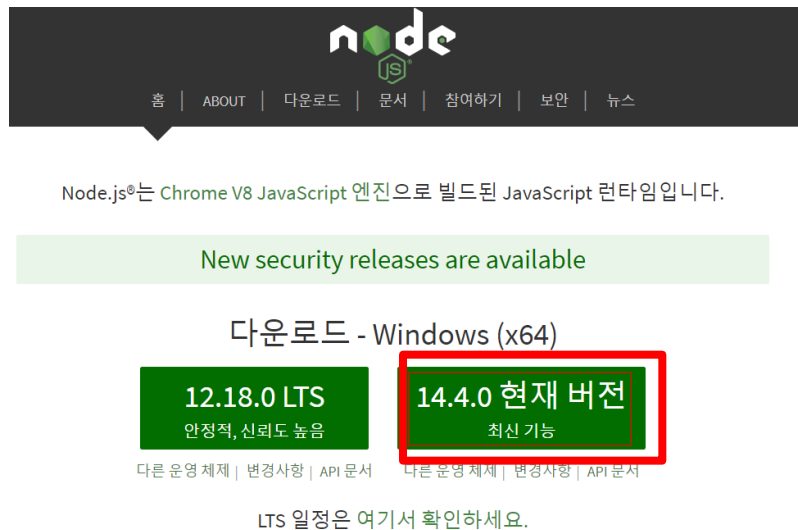 node
JS
홈 | ABOUT | 다운로드 | 문서 | 참여하기 | 보안 | 뉴스
Node.js®는 Chrome V8 JavaScript 엔진으로 빌드된 JavaScript 런타임입니다.
New security releases are available
다운로드 - Windows (x64)
12.18.0 LTS
안정적, 신뢰도 높음
14.4.0 현재 버전
최신 기능
다른 운영 체제 | 변경사항 | API 문서
다른 운영 체제 | 변경사항 | API 문서
LTS 일정은 여기서 확인하세요.